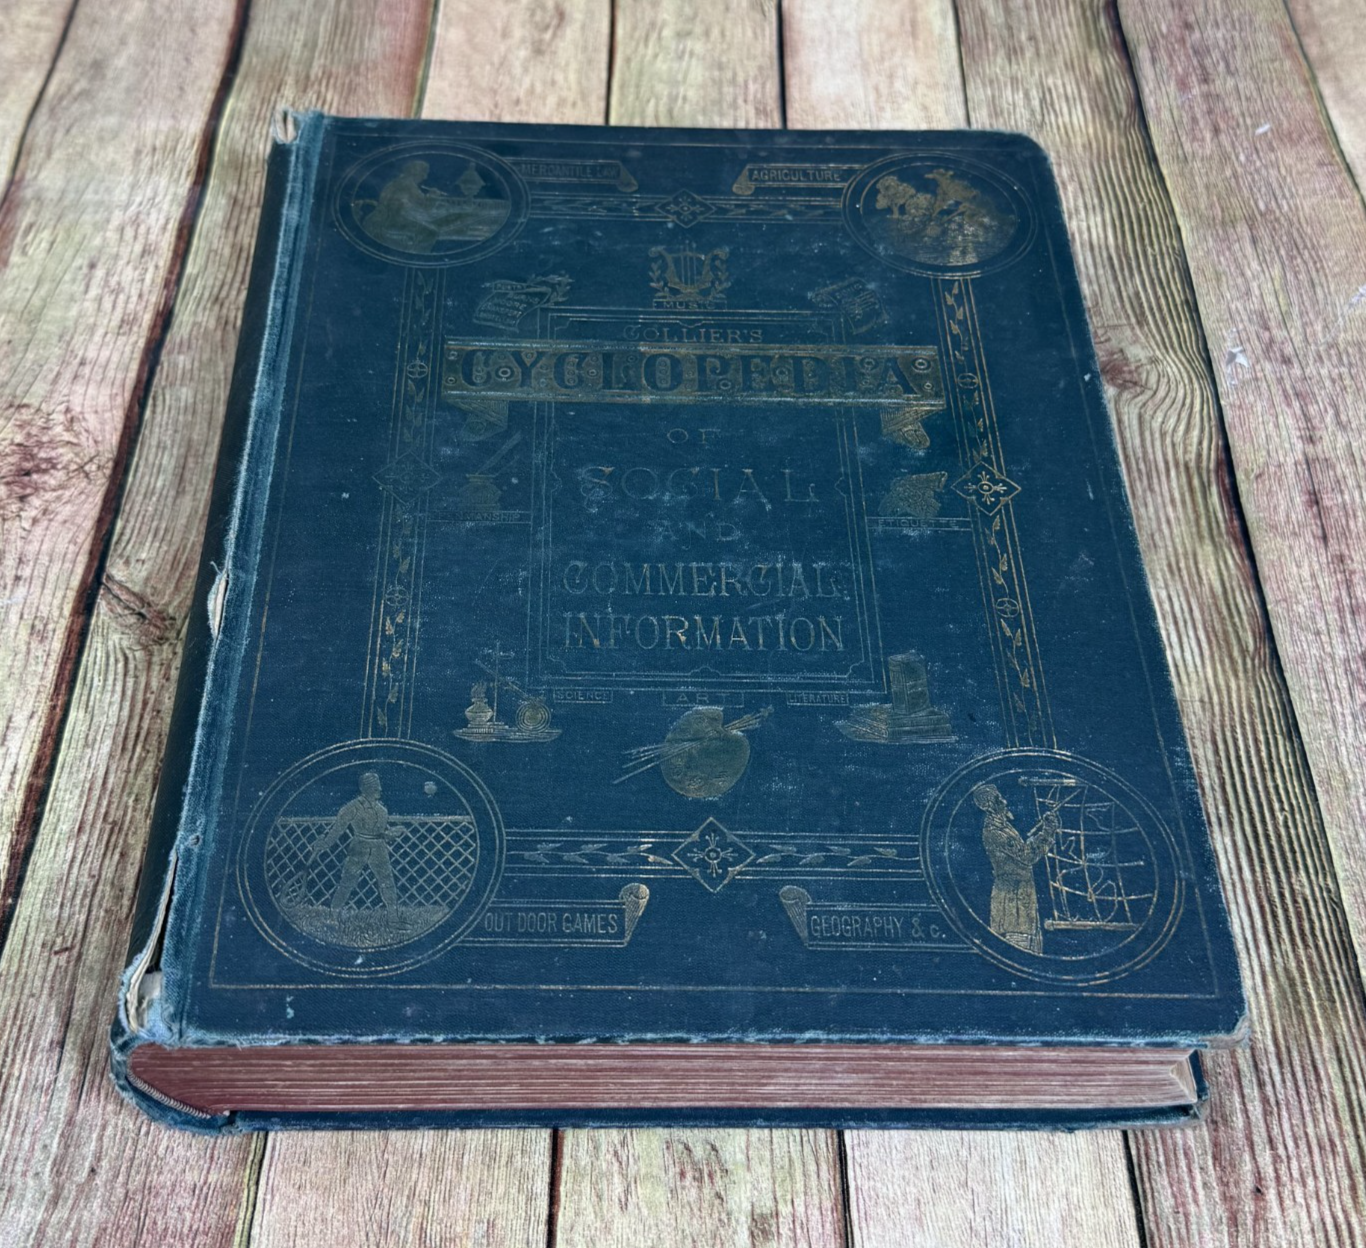 MERCANTILE LAW
AGRICULTURE
MUSIC
COLLIER'S
CYCLOPEDIA
OF
SOCIAL
AND
ETIQUETTE
COMMERCIAL
INFORMATION
SCIENCE
ART
LITERATURE
OUT DOOR GAMES
GEOGRAPHY & c.